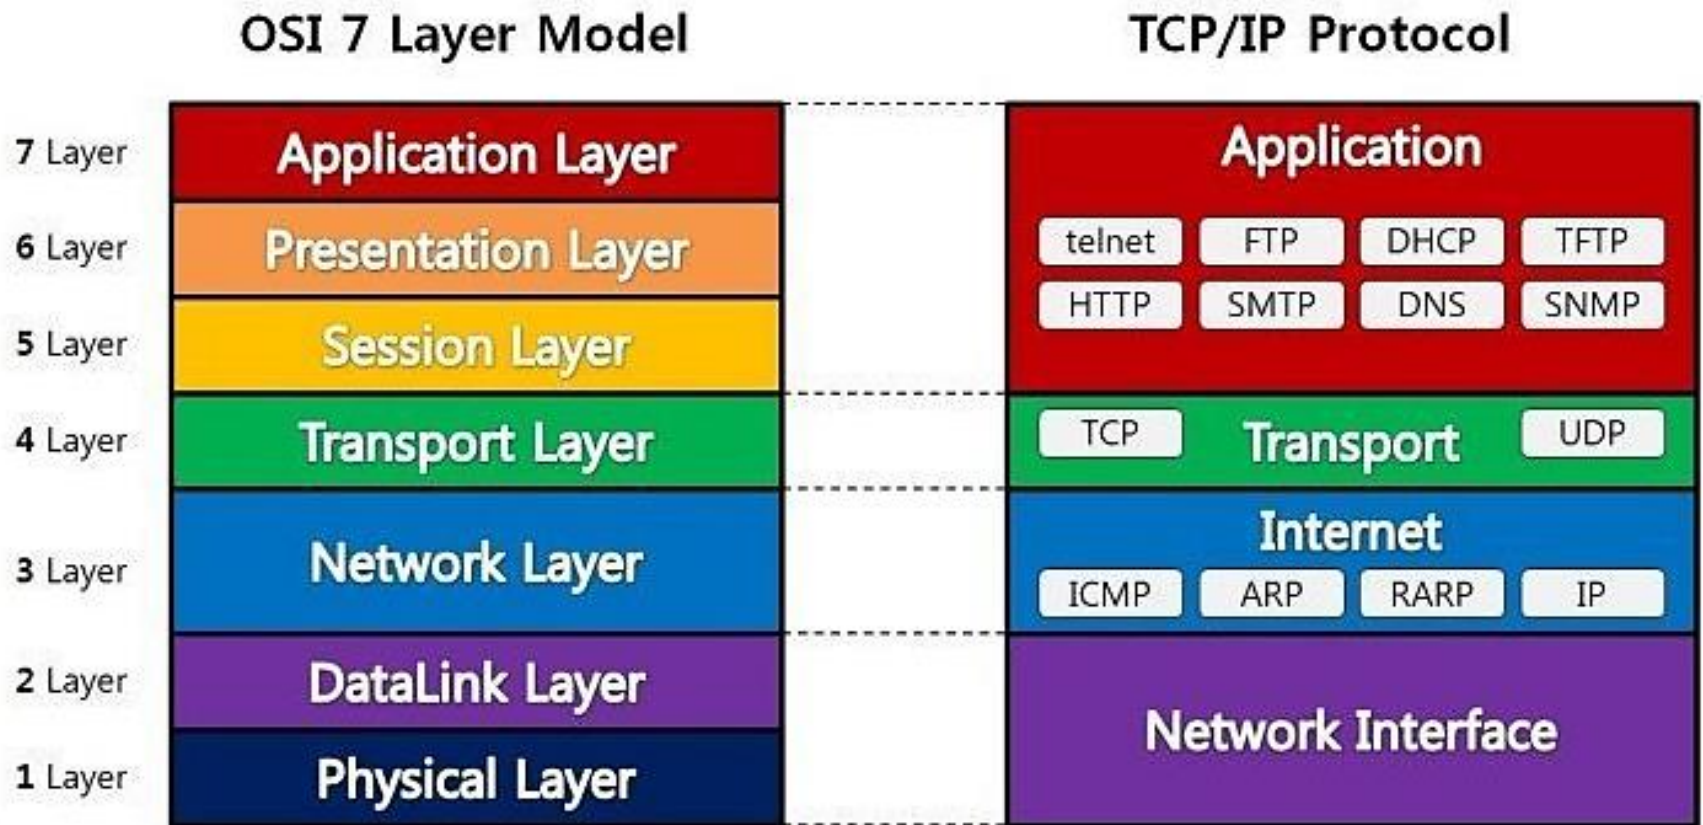 OSI 7 Layer Model
TCP/IP Protocol
7 Layer
Application Layer
6 Layer
Presentation Layer
5 Layer
Session Layer
4 Layer
Transport Layer
3 Layer
Network Layer
2 Layer
DataLink Layer
1 Layer
Physical Layer
Application
telnet FTP DHCP TFTP
HTTP SMTP DNS SNMP
TCP Transport UDP
Internet
ICMP ARP RARP IP
Network Interface